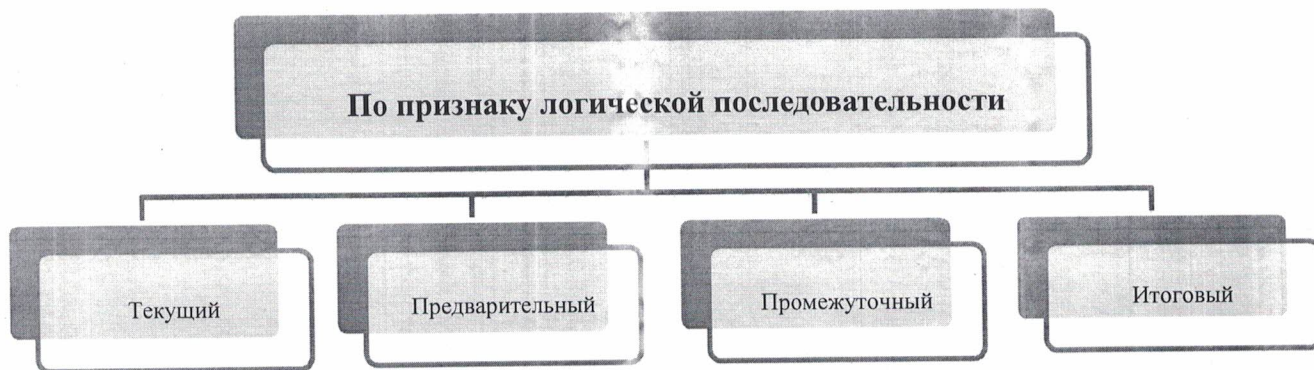 По признаку логической последовательности
Текущий
Предварительный
Промежуточный
Итоговый